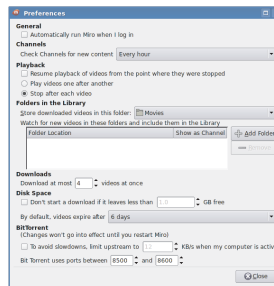 Preferences
General
Automatically run Miro when I log in
Channels
Check Channels for new content Every hour
Playback
Resume playback of videos from the point where they were stopped
Play videos one after another
Stop after each video
Folders in the Library
Store downloaded videos in this folder: Movies
Watch for new videos in these folders and include them in the Library
Folder Location Show as Channel Add Folder
Remove
Downloads
Download at most 4 videos at once
Disk Space
Don't start a download if it leaves less than 1.0 GB free
By default, videos expire after 6 days
BitTorrent
(Changes won't go into effect until you restart Miro)
To avoid slowdowns, limit upstream to 12 KB/s when my computer is activ
Bit Torrent uses ports between 8500 and 8600
Close